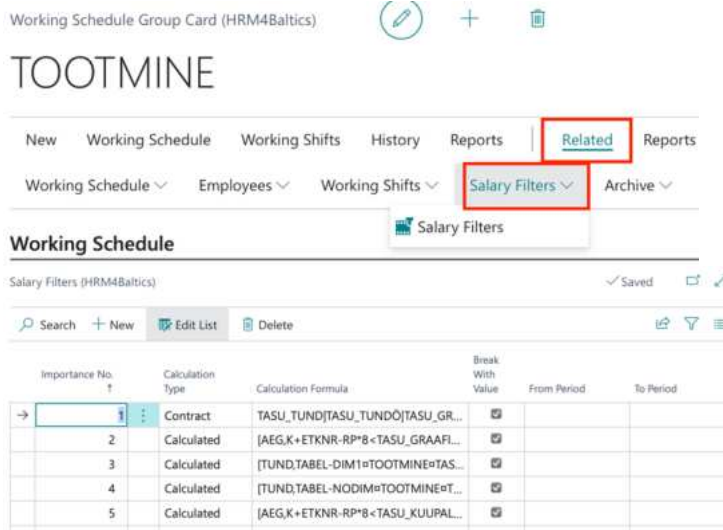 Working Schedule Group Card (HRM4Baltics)
TOOTMINE
New Working Schedule Working Shifts History Reports Related Reports
Working Schedule Employees Working Shifts Salary Filters Archive
Salary Filters
Working Schedule
Salary Filters (HRM4Baltics) Saved
Search New Edit List Delete
Importance No. ↑ Calculation Type Calculation Formula Break With Value From Period To Period
1 Contract TASU_TUND|TASU_TUNDÖ|TASU_GR...
2 Calculated [AEG,K+ETKNR-RP*8<TASU_GRAAFI...
3 Calculated [TUND,TABEL-DIM1¤TOOTMINE¤TAS...
4 Calculated [TUND,TABEL-NODIM¤TOOTMINE¤T...
5 Calculated [AEG,K+ETKNR-RP*8<TASU_KUUPAL...